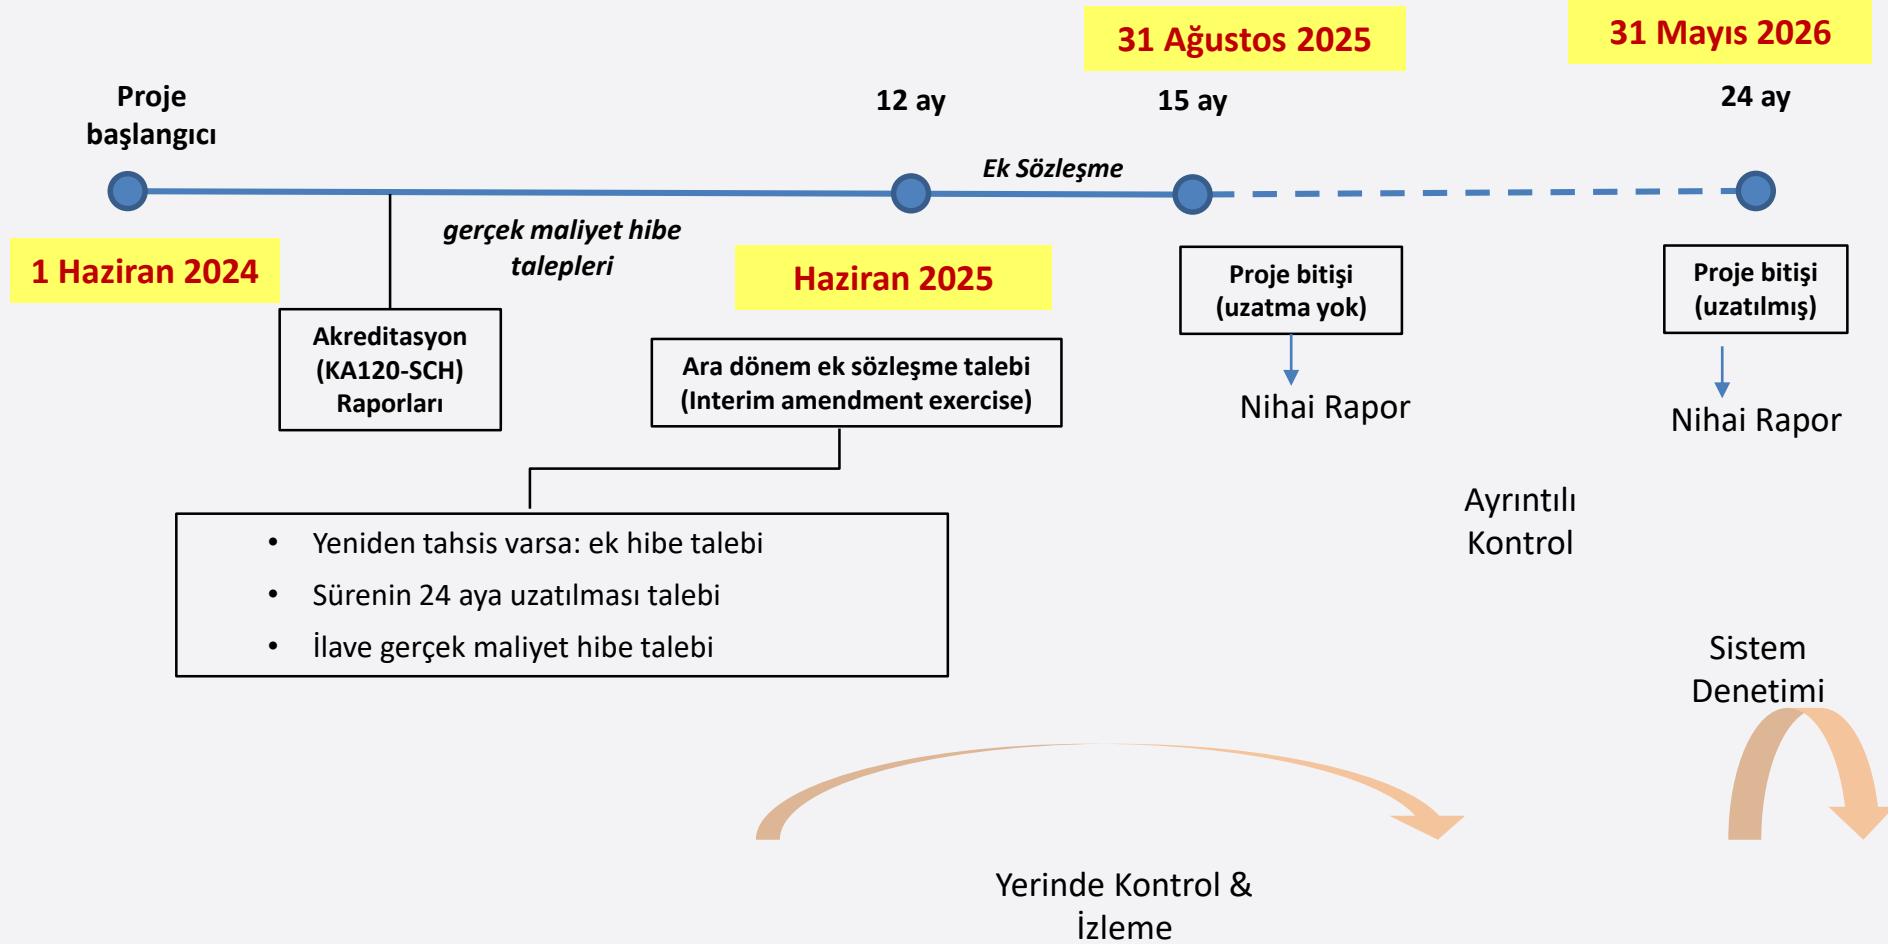 31 Ağustos 2025
31 Mayıs 2026
Proje
başlangıcı
12 ay
15 ay
24 ay
Ek Sözleşme
gerçek maliyet hibe
talepleri
1 Haziran 2024
Haziran 2025
Proje bitişi
(uzatma yok)
Proje bitişi
(uzatılmış)
Akreditasyon
(KA120-SCH)
Raporları
Ara dönem ek sözleşme talebi
(Interim amendment exercise)
Nihai Rapor
Nihai Rapor
• Yeniden tahsis varsa: ek hibe talebi
• Sürenin 24 aya uzatılması talebi
• İlave gerçek maliyet hibe talebi
Ayrıntılı
Kontrol
Sistem
Denetimi
Yerinde Kontrol &
İzleme